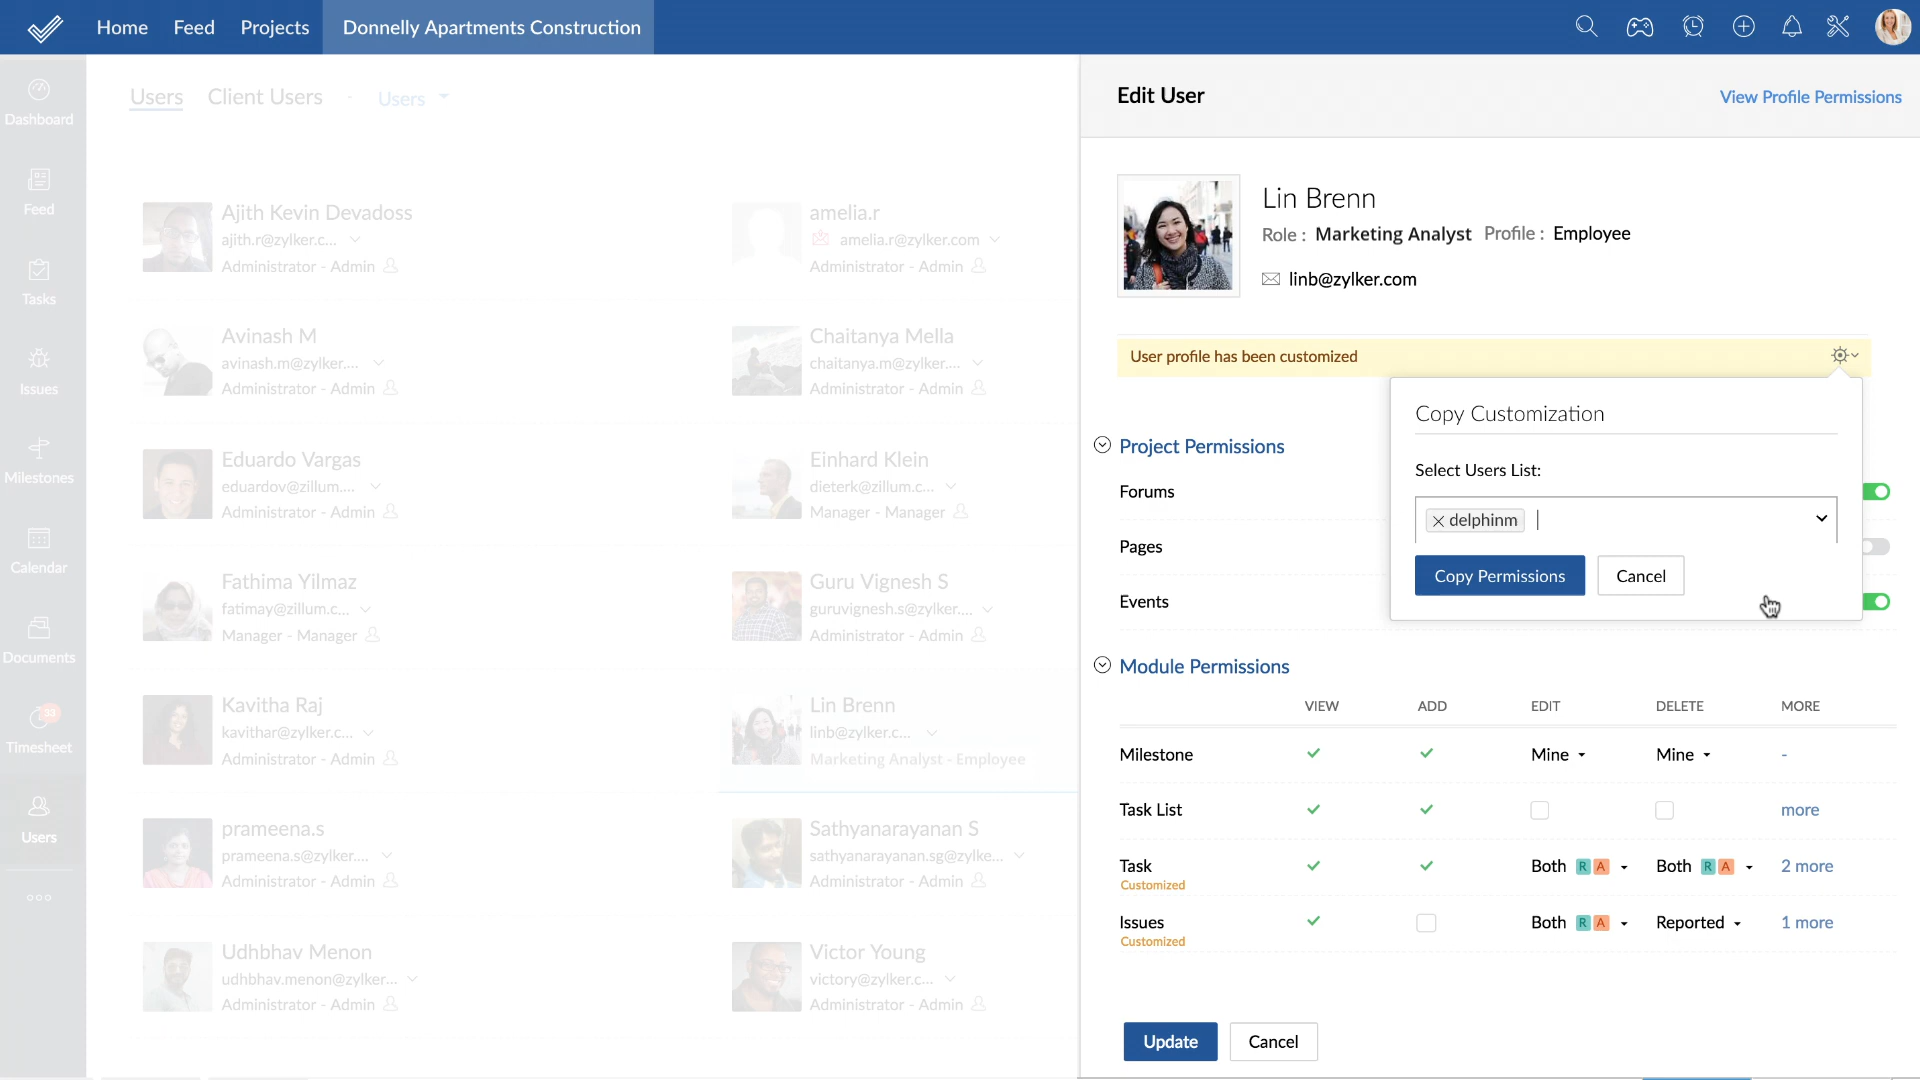 Home Feed Projects Donnelly Apartments Construction
Dashboard
Feed
Tasks
Issues
Milestones
Calendar
Documents
33
Timesheet
Users
Users Client Users Users
Ajith Kevin Devadoss
ajith.r@zylker.c...
Administrator - Admin
amelia.r
amelia.r@zylker.com
Administrator - Admin
Avinash M
avinash.m@zylker....
Administrator - Admin
Chaitanya Mella
chaitanya.m@zylker,...
Administrator - Admin
Eduardo Vargas
eduardov@zillum....
Administrator - Admin
Einhard Klein
dieterk@zillum.c...
Manager - Manager
Fathima Yilmaz
fatimay@zillum.c...
Manager - Manager
Guru Vignesh S
guruvignesh.s@zylker....
Administrator - Admin
Kavitha Raj
kavithar@zylker.c...
Administrator - Admin
Lin Brenn
linb@zylker.c...
Marketing Analyst - Employee
prameena.s
prameena.s@zylker....
Administrator - Admin
Sathyanarayanan S
sathyanarayanan.sg@zylke...
Administrator - Admin
Udhbhav Menon
udhbhav.menon@zylker...
Administrator - Admin
Victor Young
victory@zylker.c...
Administrator - Admin
Edit User
View Profile Permissions
Lin Brenn
Role : Marketing Analyst Profile : Employee
linb@zylker.com
User profile has been customized
Copy Customization
Select Users List:
delphinm
Copy Permissions Cancel
Project Permissions
Forums
Pages
Events
Module Permissions
VIEW ADD EDIT DELETE MORE
Milestone Mine Mine -
Task List more
Task Both R A Both R A 2 more
Customized
Issues Both R A Reported 1 more
Customized
Update Cancel